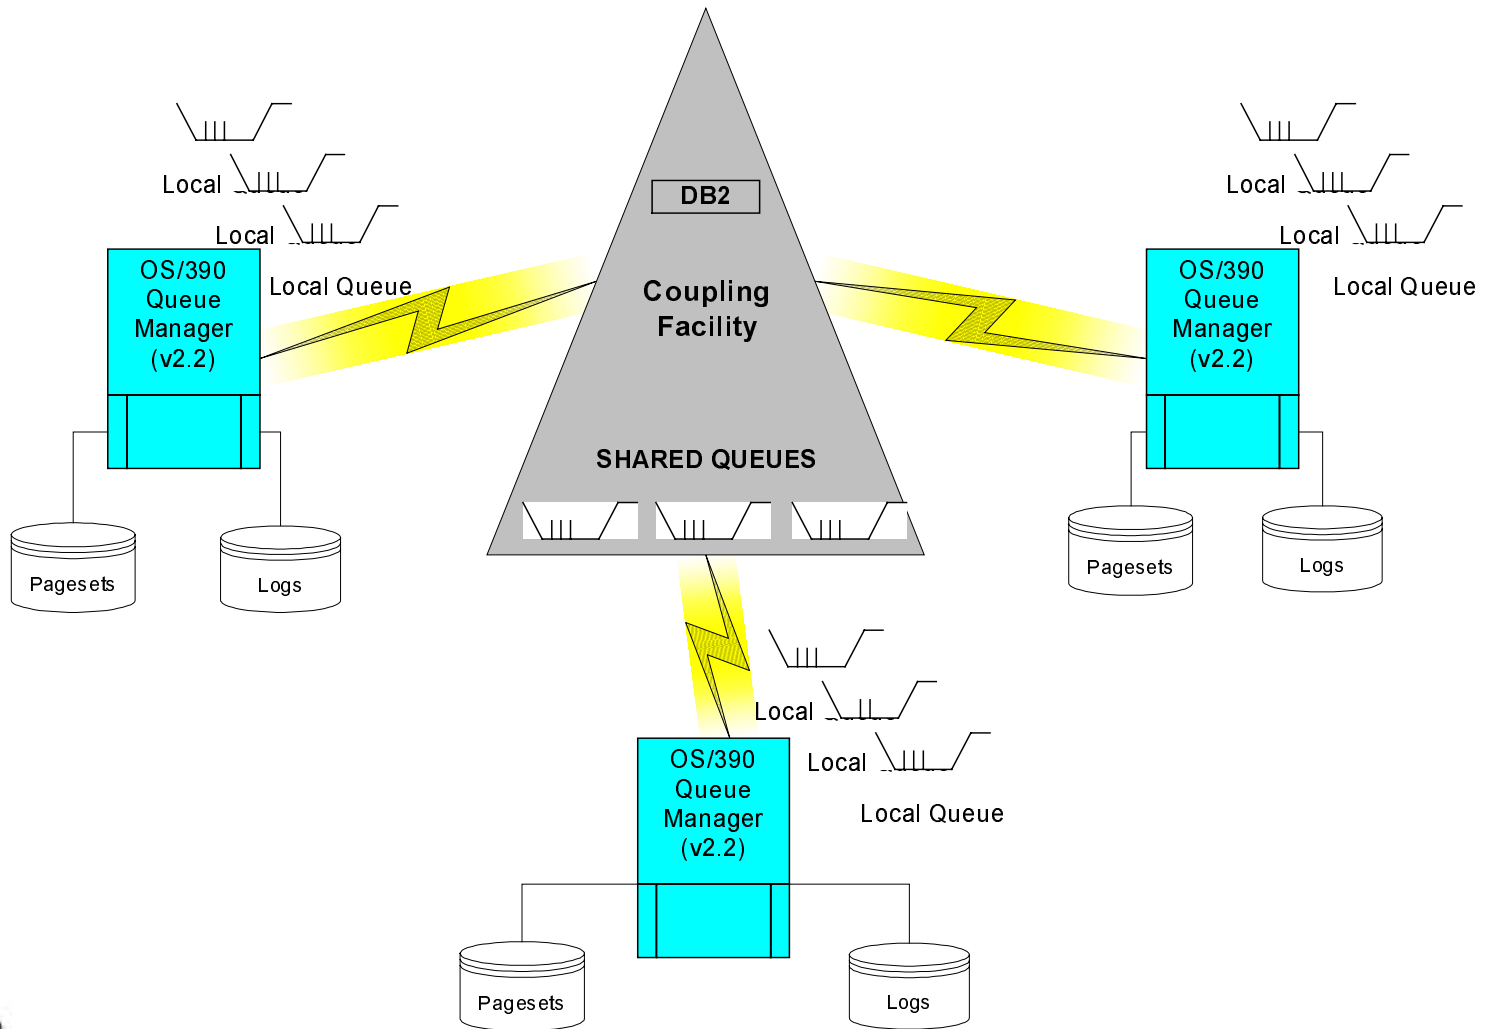 DB2
Coupling
Facility
SHARED QUEUES
Local
Local
Local Queue
OS/390
Queue
Manager
(v2.2)
Pagesets
Logs
Local
Local
Local Queue
OS/390
Queue
Manager
(v2.2)
Pagesets
Logs
Local
Local
Local Queue
OS/390
Queue
Manager
(v2.2)
Pagesets
Logs